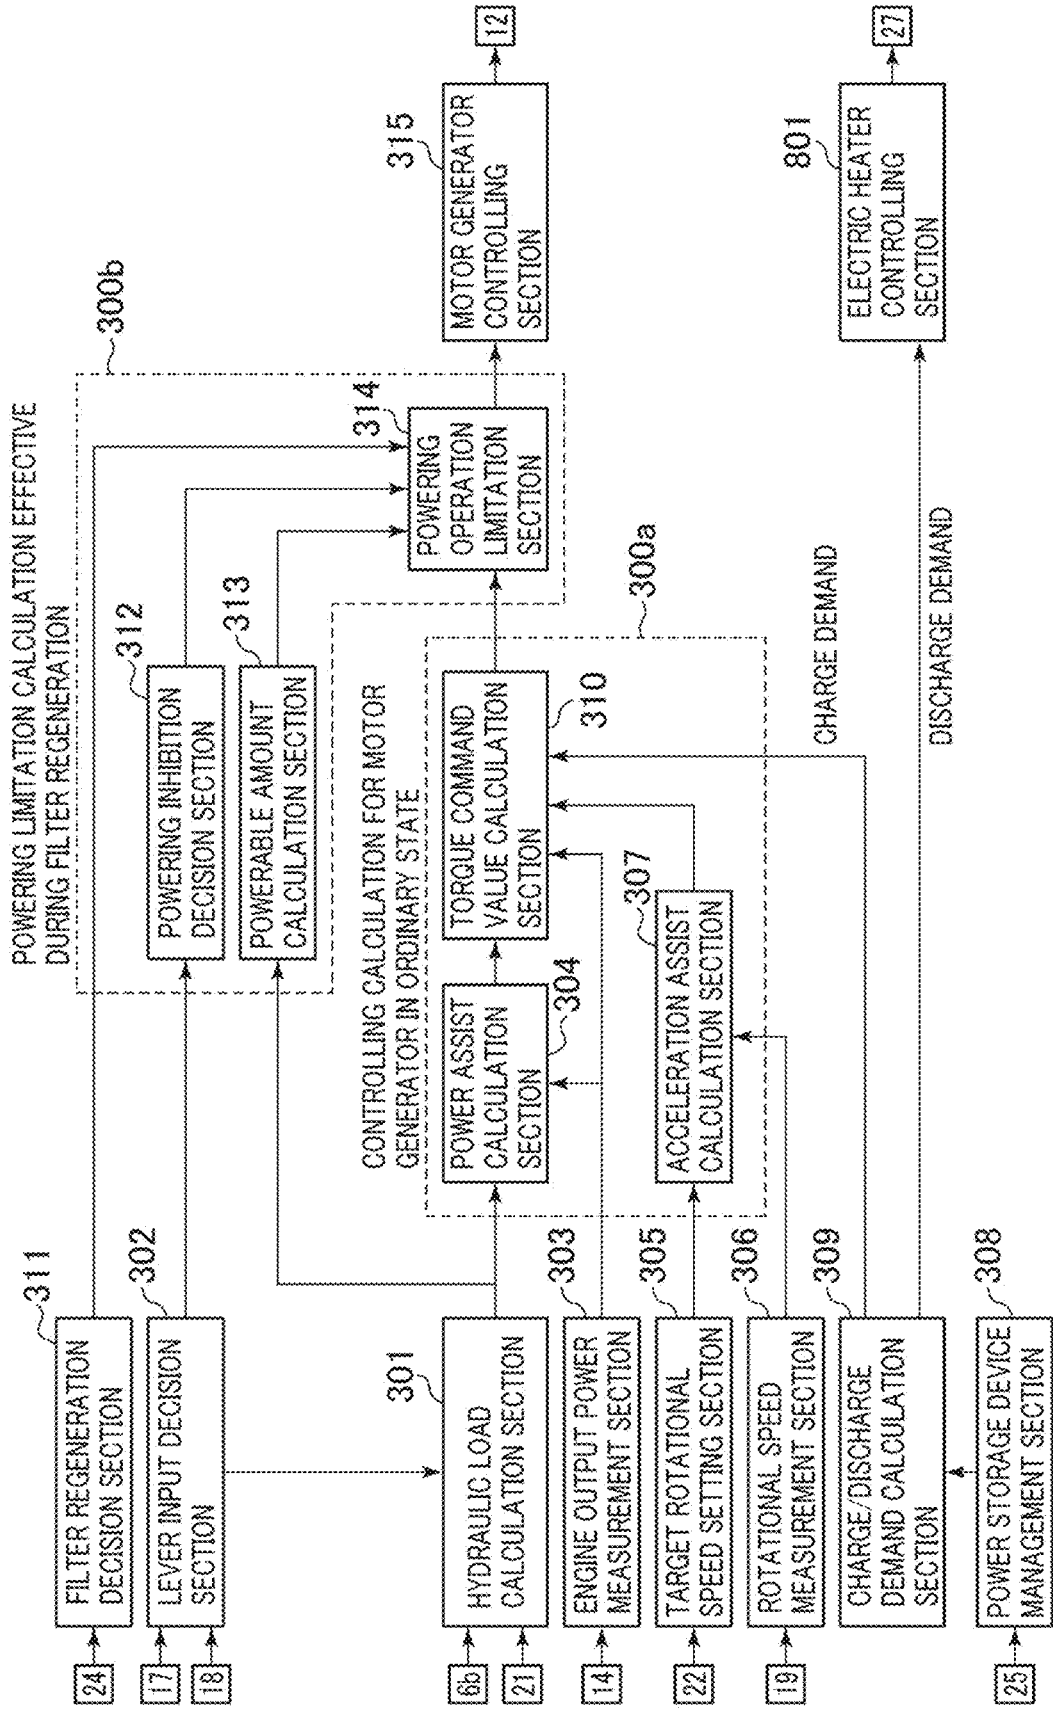 POWERING LIMITATION CALCULATION EFFECTIVE
DURING FILTER REGENERATION
300b
24
FILTER REGENERATION
DECISION SECTION
311
17
18
LEVER INPUT DECISION
SECTION
302
POWERING INHIBITION
DECISION SECTION
312
POWERABLE AMOUNT
CALCULATION SECTION
313
POWERING
OPERATION
LIMITATION
SECTION
314
MOTOR GENERATOR
CONTROLLING
SECTION
315
12
CONTROLLING CALCULATION FOR MOTOR
GENERATOR IN ORDINARY STATE
300a
6b
21
HYDRAULIC LOAD
CALCULATION SECTION
301
POWER ASSIST
CALCULATION
SECTION
304
TORQUE COMMAND
VALUE CALCULATION
SECTION
310
14
ENGINE OUTPUT POWER
MEASUREMENT SECTION
303
22
TARGET ROTATIONAL
SPEED SETTING SECTION
305
ACCELERATION ASSIST
CALCULATION SECTION
307
19
ROTATIONAL SPEED
MEASUREMENT SECTION
306
CHARGE/DISCHARGE
DEMAND CALCULATION
SECTION
309
CHARGE DEMAND
DISCHARGE DEMAND
ELECTRIC HEATER
CONTROLLING
SECTION
801
27
25
POWER STORAGE DEVICE
MANAGEMENT SECTION
308